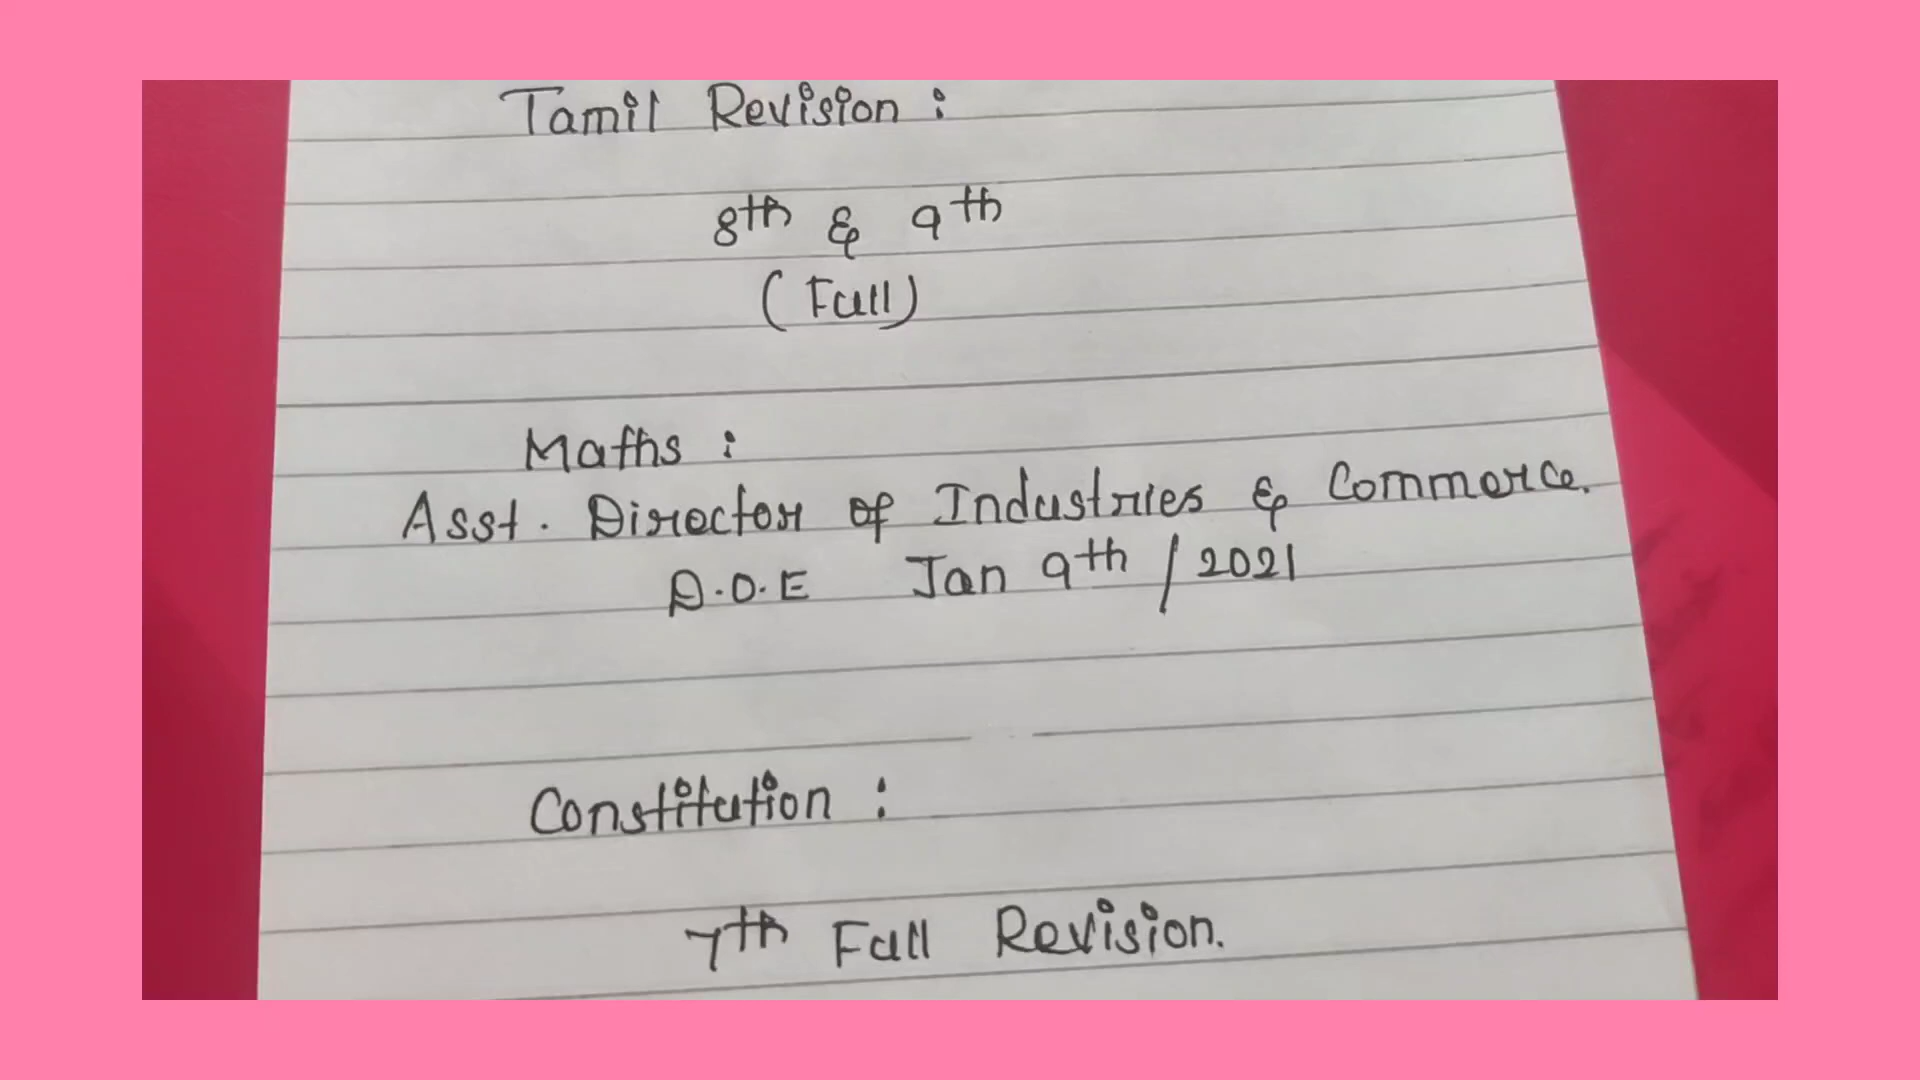 Tamil Revision :
8th & 9th
(Full)
Maths :
Asst. Director of Industries & Commerce.
D.O.E Jan 9th / 2021
Constitution :
7th Full Revision.